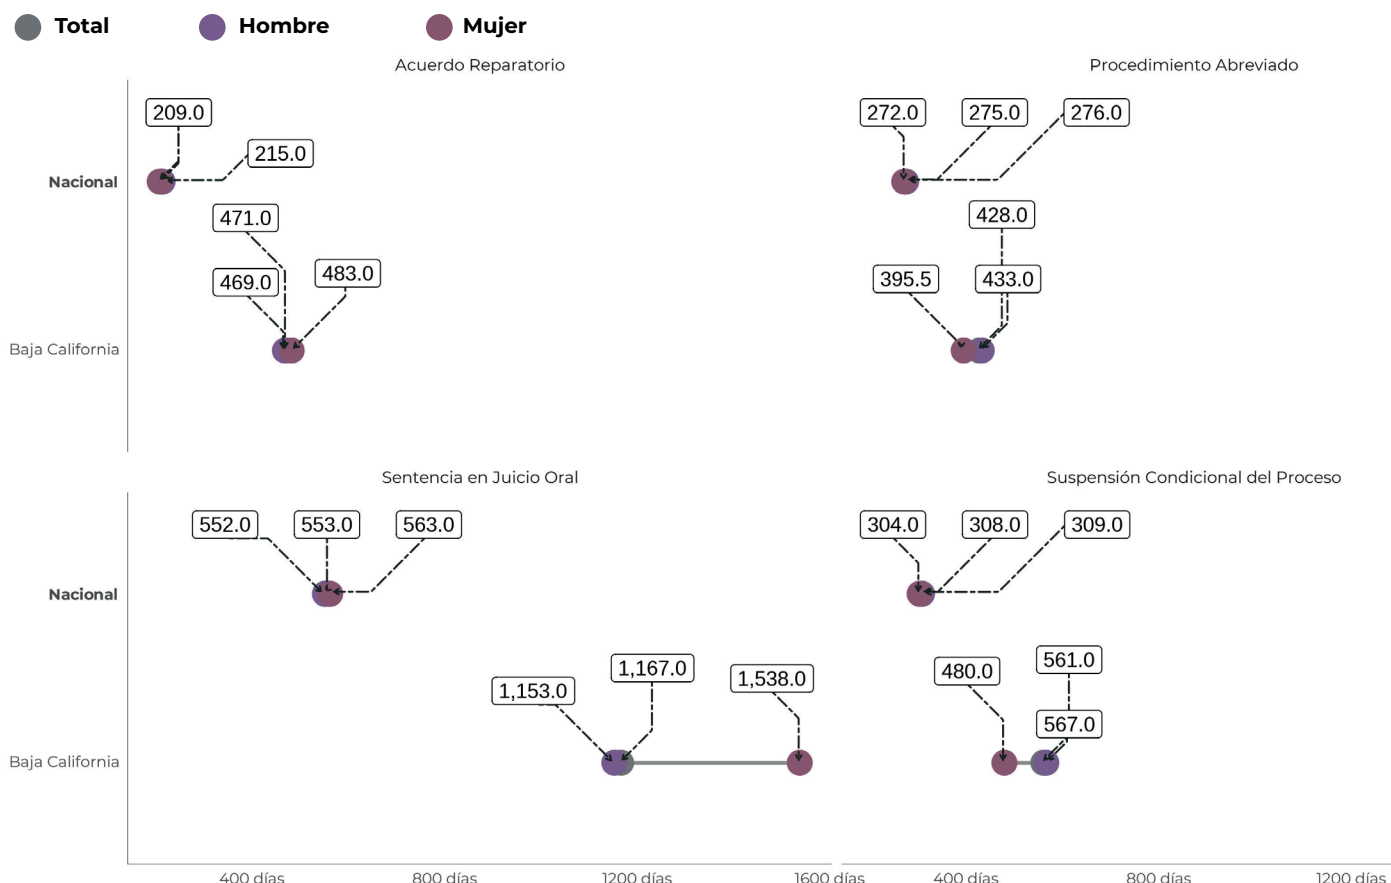 Total Hombre Mujer
Acuerdo Reparatorio
209.0
215.0
Nacional
471.0
469.0 483.0
Baja California
Procedimiento Abreviado
272.0 275.0 276.0
428.0
395.5 433.0
Sentencia en Juicio Oral
552.0 553.0 563.0
Nacional
1,153.0 1,167.0 1,538.0
Baja California
400 días 800 días 1200 días 1600 días
Suspensión Condicional del Proceso
304.0 308.0 309.0
561.0
480.0
567.0
400 días 800 días 1200 días